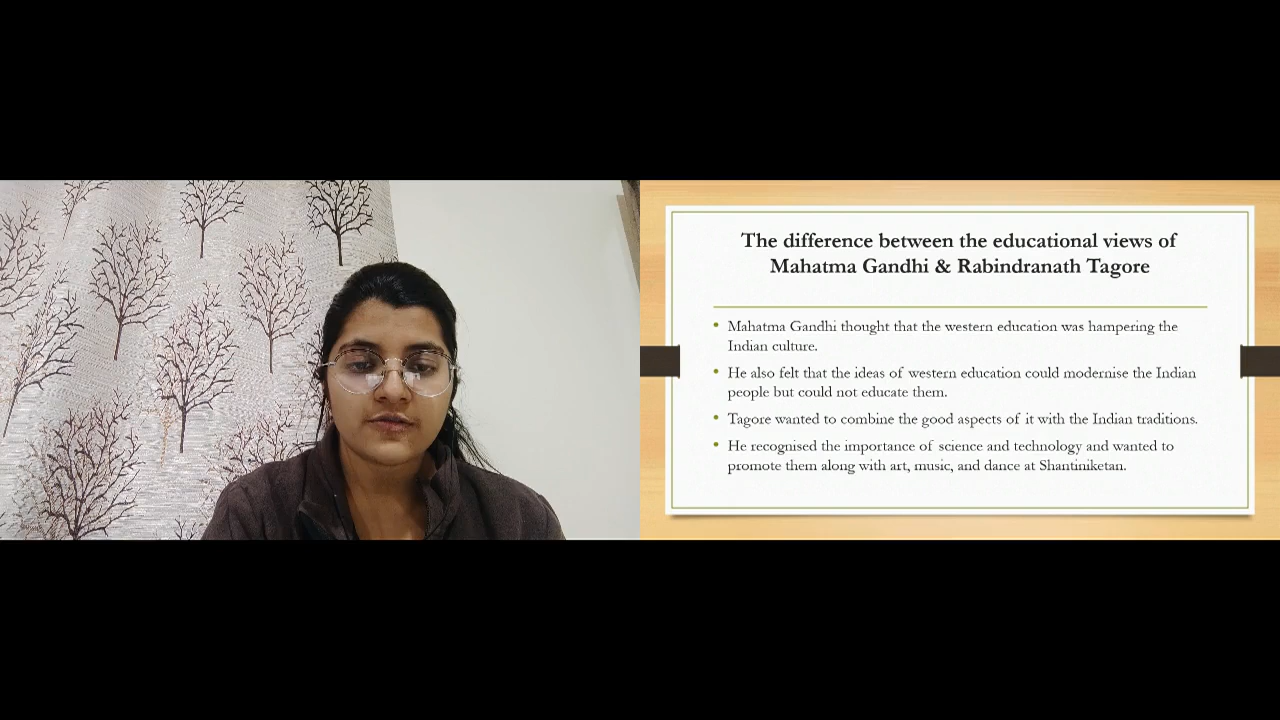 The difference between the educational views of
Mahatma Gandhi & Rabindranath Tagore
• Mahatma Gandhi thought that the western education was hampering the
Indian culture.
• He also felt that the ideas of western education could modernise the Indian
people but could not educate them.
• Tagore wanted to combine the good aspects of it with the Indian traditions.
• He recognised the importance of science and technology and wanted to
promote them along with art, music, and dance at Shantiniketan.